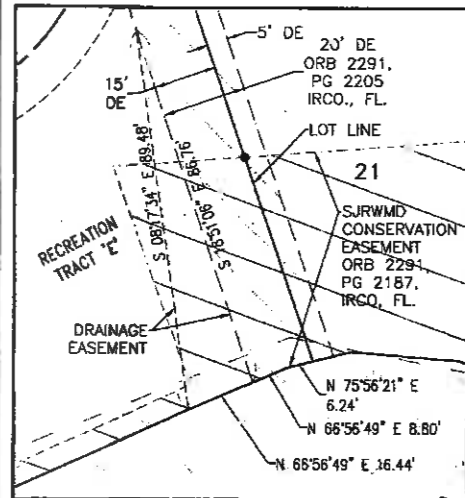 5' DE
20' DE
ORB 2291,
PG 2205
IRCO., FL.
15'
DE
LOT LINE
21
S 08°17'34" E 89.48'
S 16°51'06" E 86.76'
SJRWMD
CONSERVATION
EASEMENT
ORB 2291,
PG 2187,
IRCO, FL.
RECREATION
TRACT "E"
DRAINAGE
EASEMENT
N 75°56'21" E
6.24'
N 66°56'49" E 8.80'
N 66°56'49" E 16.44'